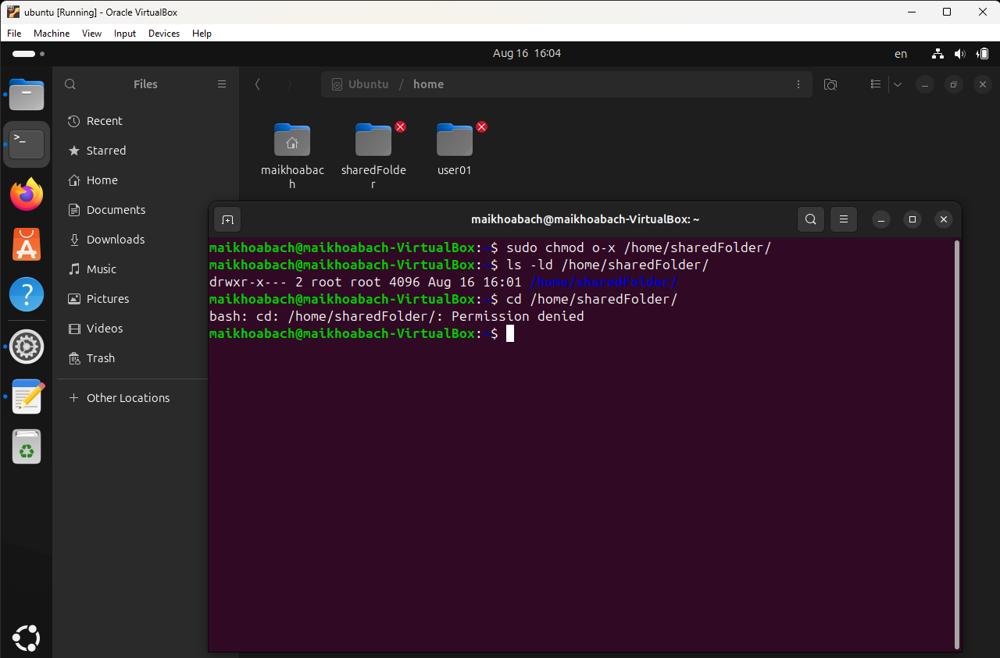 ubuntu [Running] - Oracle VirtualBox
File Machine View Input Devices Help
Aug 16 16:04
en
Files
Ubuntu / home
Recent
Starred
Home
Documents
Downloads
Music
Pictures
Videos
Trash
+ Other Locations
maikhoabac
h
sharedFolde
r
user01
maikhoabach@maikhoabach-VirtualBox: ~
maikhoabach@maikhoabach-VirtualBox:~$ sudo chmod o-x /home/sharedFolder/
maikhoabach@maikhoabach-VirtualBox:~$ ls -ld /home/sharedFolder/
drwxr-x--- 2 root root 4096 Aug 16 16:01 /home/sharedFolder/
maikhoabach@maikhoabach-VirtualBox:~$ cd /home/sharedFolder/
bash: cd: /home/sharedFolder/: Permission denied
maikhoabach@maikhoabach-VirtualBox:~$